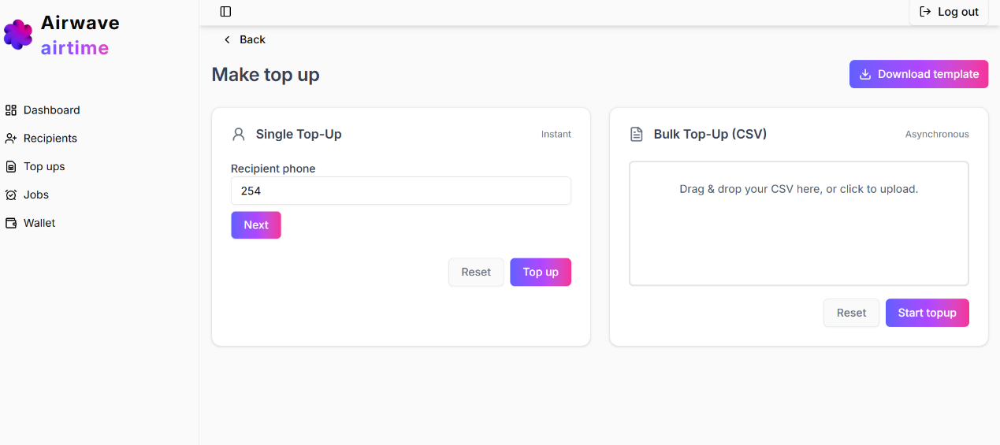 Airwave
airtime
Dashboard
Recipients
Top ups
Jobs
Wallet
Log out
Back
Make top up
Download template
Single Top-Up
Instant
Recipient phone
254
Next
Reset
Top up
Bulk Top-Up (CSV)
Asynchronous
Drag & drop your CSV here, or click to upload.
Reset
Start topup